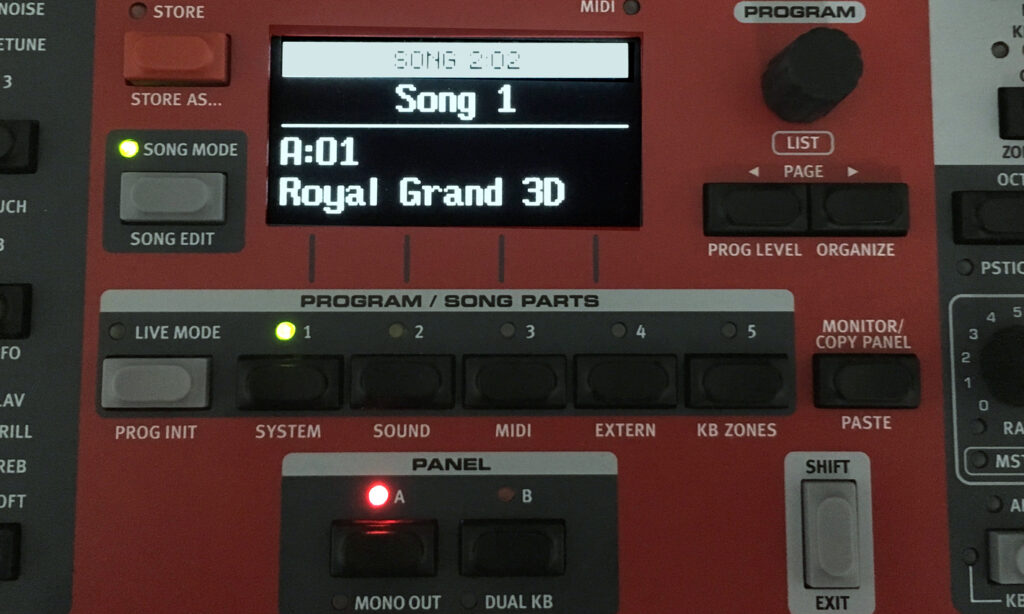 NOISE
STORE
MIDI
PROGRAM
ETUNE
3
STORE AS...
SONG 2:02
Song 1
A:01
Royal Grand 3D
SONG MODE
SONG EDIT
LIST
◄ PAGE ►
PROG LEVEL ORGANIZE
OCT
PSTIC
PROGRAM / SONG PARTS
LIVE MODE 1 2 3 4 5
PROG INIT SYSTEM SOUND MIDI EXTERN KB ZONES
MONITOR/
COPY PANEL
PASTE
5
4
3
2
1
0
RA
MST
LAV
RILL
REB
OFT
PANEL
A B
MONO OUT DUAL KB
SHIFT
EXIT
KB